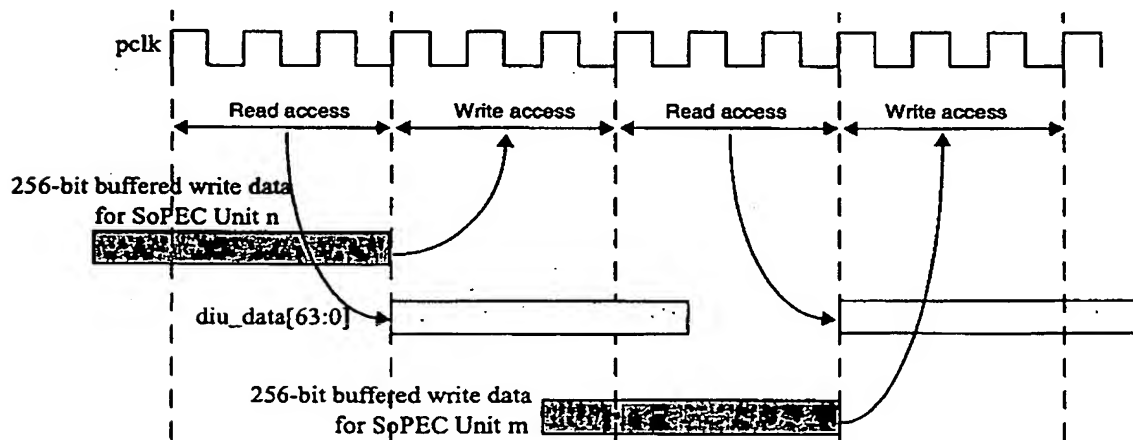 pclk
Read access Write access Read access Write access
256-bit buffered write data
for SoPEC Unit n
diu_data[63:0]
256-bit buffered write data
for SoPEC Unit m